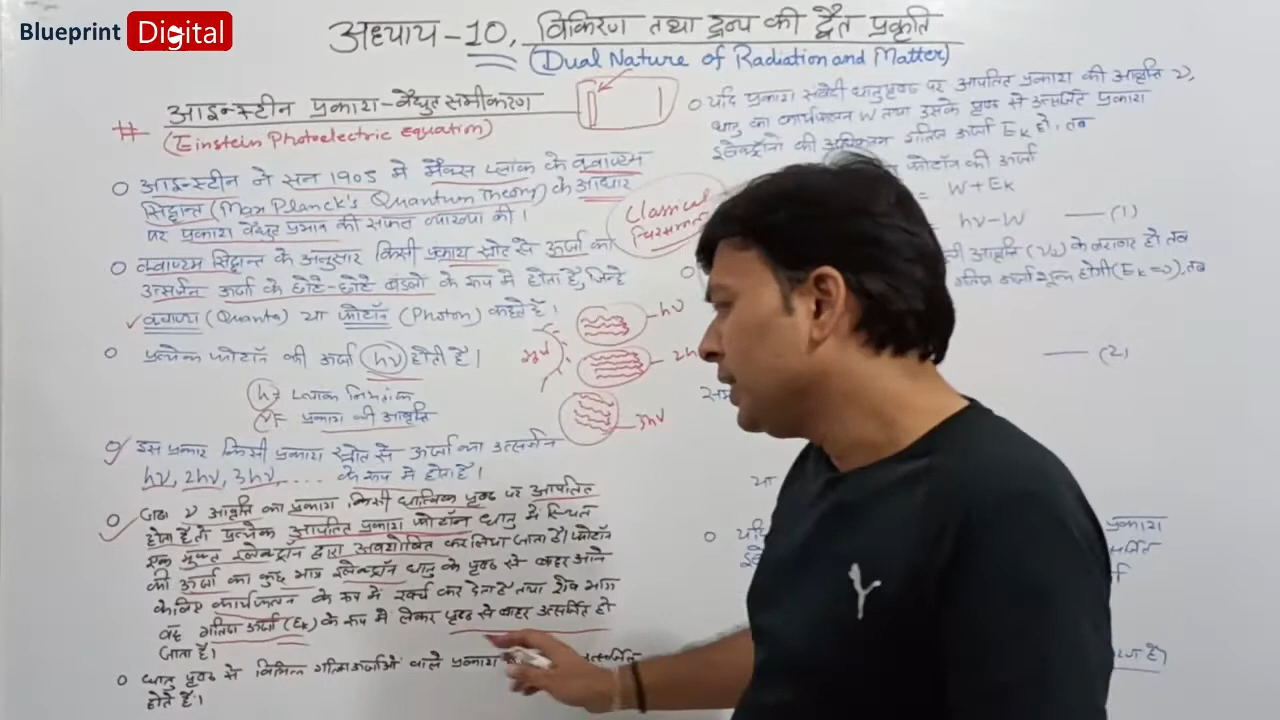 Blueprint Digital
अध्याय-10, विकिरण तथा द्रव्य की द्वैत प्रकृति
(Dual Nature of Radiation and Matter)
# आइन्स्टीन प्रकाश-वैद्युत समीकरण
(Einstein Photoelectric equation)
○ आइन्स्टीन ने सन 1905 में मैक्स प्लांक के क्वाण्टम
सिद्धान्त (Max Planck's Quantum Theory) के आधार
पर प्रकाश वैद्युत प्रभाव की सफल व्याख्या की।
○ क्वाण्टम सिद्धान्त के अनुसार किसी प्रकाश स्रोत से ऊर्जा का
उत्सर्जन ऊर्जा के छोटे-छोटे बंडलों के रूप में होता है, जिन्हें
क्वाण्टा (Quanta) या फोटॉन (Photon) कहते हैं।
○ प्रत्येक फोटॉन की ऊर्जा hν होती है।
h= प्लांक नियतांक
ν= प्रकाश की आवृत्ति
○ इस प्रकार किसी प्रकाश स्रोत से ऊर्जा का उत्सर्जन
hν, 2hν, 3hν, .... के रूप में होता है।
○ जब ν आवृत्ति का प्रकाश किसी धात्विक पृष्ठ पर आपतित
होता है तो प्रत्येक आपतित प्रकाश फोटॉन धातु में स्थित
एक मुक्त इलेक्ट्रॉन द्वारा अवशोषित कर लिया जाता है। फोटॉन
की ऊर्जा का कुछ भाग इलेक्ट्रॉन धातु के पृष्ठ से बाहर आने
के लिए कार्यफलन के रूप में खर्च कर देता है तथा शेष भाग
वह गतिज ऊर्जा (Ek) के रूप में लेकर पृष्ठ से बाहर उत्सर्जित हो
जाता है।
○ धातु पृष्ठ से विभिन्न गतिज ऊर्जाओं वाले प्रकाश उत्सर्जित
होते हैं।
Classical
hν
2h
3hν
○ यदि प्रकाश संवेदी धातुपृष्ठ पर आपतित प्रकाश की आवृत्ति ν,
धातु का कार्यफलन W तथा उसके पृष्ठ से उत्सर्जित प्रकाश
इलेक्ट्रॉनों की अधिकतम गतिज ऊर्जा Ek हो, तब
फोटॉन की ऊर्जा
= W+Ek
hν-W —— (1)
आवृत्ति (ν₀) के बराबर हो तब
गतिज ऊर्जा शून्य होगी (Ek=0), तब
—— (2)
या
○
प्रकाश